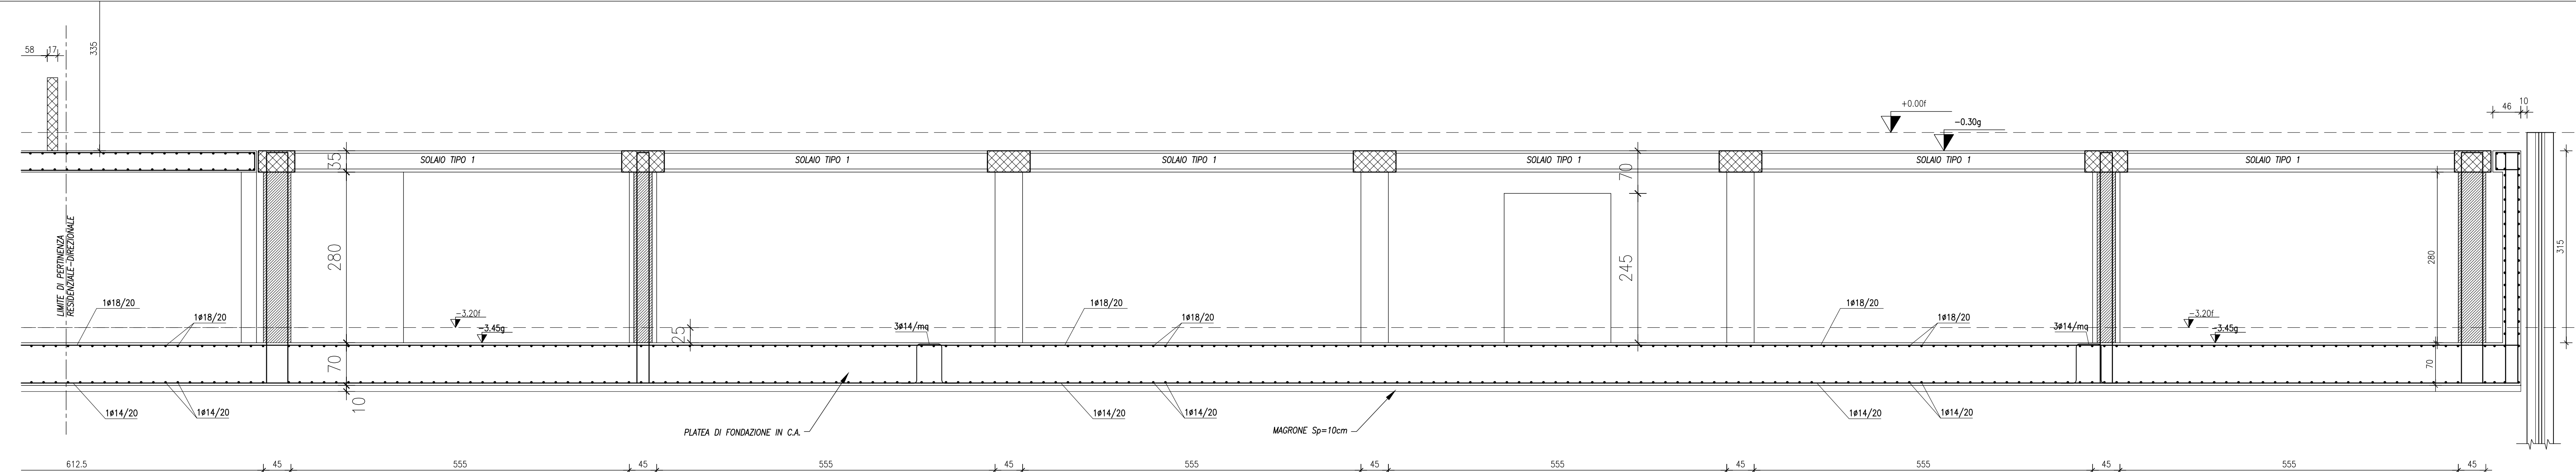 58
17
335
+0.00f
-0.30g
46
10
35
SOLAIO TIPO 1
SOLAIO TIPO 1
SOLAIO TIPO 1
SOLAIO TIPO 1
SOLAIO TIPO 1
SOLAIO TIPO 1
70
LIMITE DI PERTINENZA
RESIDENZIALE-DIREZIONALE
280
245
280
315
1ø18/20
1ø18/20
-3.20f
-3.45g
25
3ø14/mq
1ø18/20
1ø18/20
1ø18/20
1ø18/20
3ø14/mq
-3.20f
-3.45g
70
70
10
1ø14/20
1ø14/20
1ø14/20
1ø14/20
1ø14/20
1ø14/20
PLATEA DI FONDAZIONE IN C.A.
MAGRONE Sp=10cm
612.5
45
555
45
555
45
555
45
555
45
555
45
555
45